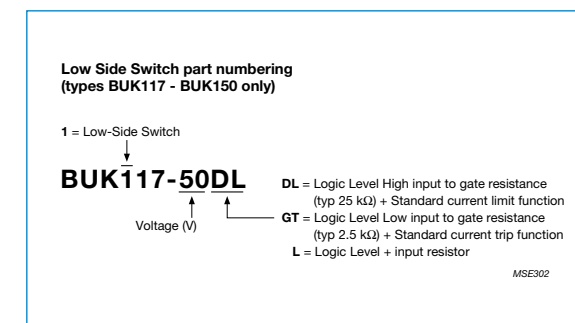 Low Side Switch part numbering
(types BUK117 - BUK150 only)
1 = Low-Side Switch
BUK117-50DL
Voltage (V)
DL = Logic Level High input to gate resistance
(typ 25 kΩ) + Standard current limit function
GT = Logic Level Low input to gate resistance
(typ 2.5 kΩ) + Standard current trip function
L = Logic Level + input resistor
MSE302